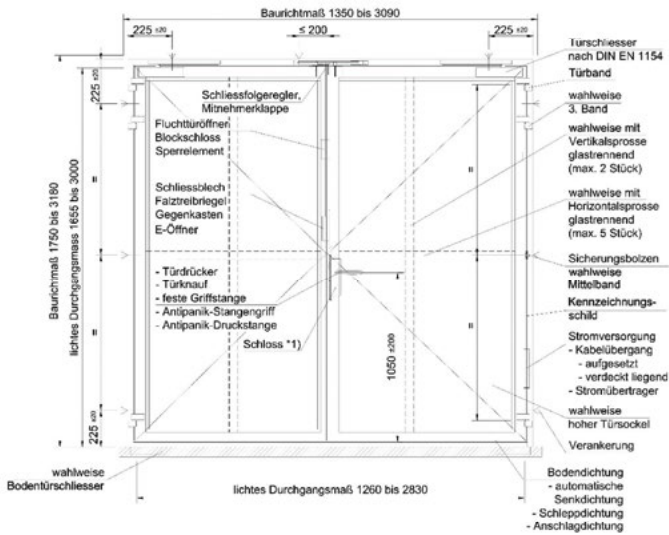 Baurichtmaß 1350 bis 3090
225 ±20
≤ 200
225 ±20
Türschliesser
nach DIN EN 1154
Türband
wahlweise
3. Band
wahlweise mit
Vertikalsprosse
glastrennend
(max. 2 Stück)
wahlweise mit
Horizontalsprosse
glastrennend
(max. 5 Stück)
Sicherungsbolzen
wahlweise
Mittelband
Kennzeichnungs-
schild
Stromversorgung
- Kabelübergang
- aufgesetzt
- verdeckt liegend
- Stromübertrager
wahlweise
hoher Türsockel
Verankerung
Bodendichtung
- automatische
Senkdichtung
- Schleppdichtung
- Anschlagdichtung
Schliessfolgeregler,
Mitnehmerklappe
Fluchttüröffner
Blockschloss
Sperrelement
Schliessblech
Falztreibriegel
Gegenkasten
E-Öffner
- Türdrücker
- Türknauf
- feste Griffstange
- Antipanik-Stangengriff
- Antipanik-Druckstange
Schloss *1)
1050 ±200
Baurichtmaß 1750 bis 3180
lichtes Durchgangsmass 1655 bis 3000
225 ±20
=
=
225 ±20
=
=
wahlweise
Bodentürschliesser
lichtes Durchgangsmaß 1260 bis 2830